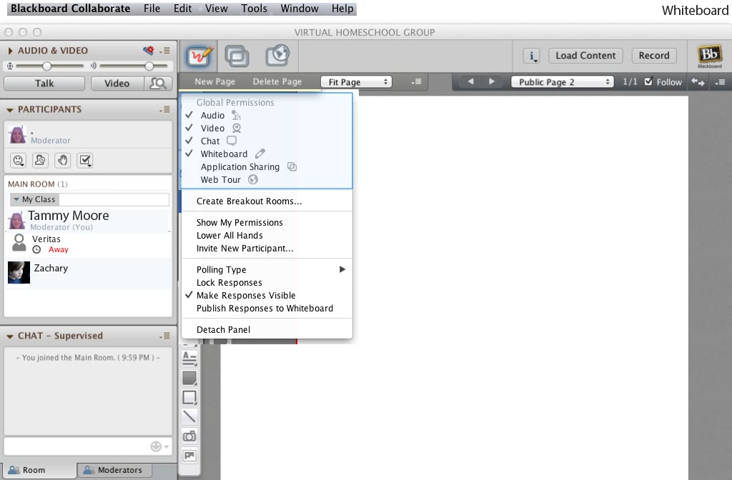 Blackboard Collaborate File Edit View Tools Window Help
Whiteboard
VIRTUAL HOMESCHOOL GROUP
AUDIO & VIDEO
Talk Video
PARTICIPANTS
-
Moderator
MAIN ROOM (1)
My Class
Tammy Moore
Moderator (You)
Veritas
Away
Zachary
CHAT – Supervised
– You joined the Main Room. ( 9:59 PM ) –
Room Moderators
i Load Content Record
Bb
Blackboard
New Page Delete Page Fit Page Public Page 2 1/1 Follow
Global Permissions
Audio
Video
Chat
Whiteboard
Application Sharing
Web Tour
Create Breakout Rooms...
Show My Permissions
Lower All Hands
Invite New Participant...
Polling Type
Lock Responses
Make Responses Visible
Publish Responses to Whiteboard
Detach Panel